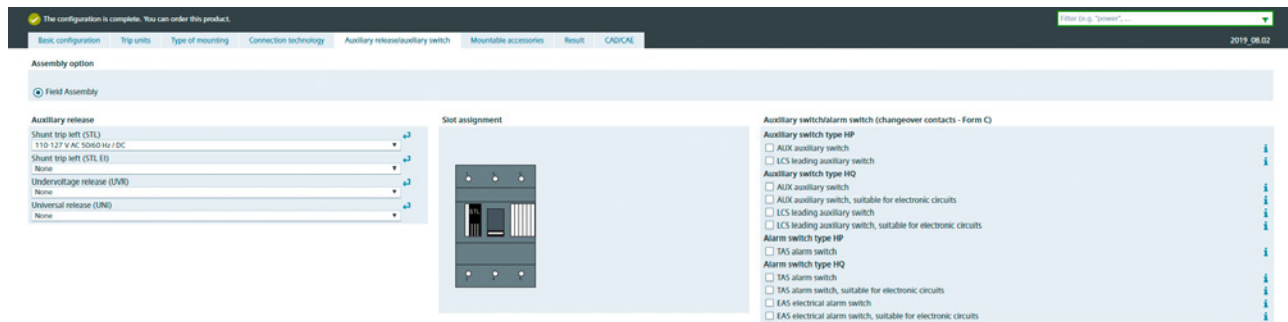 The configuration is complete. You can order this product.
Filter (e.g. "power", ...
Basic configuration
Trip units
Type of mounting
Connection technology
Auxiliary release/auxiliary switch
Mountable accessories
Result
CAD/CAE
2019_08.02
Assembly option
Field Assembly
Auxiliary release
Shunt trip left (STL)
110-127 V AC 50/60 Hz / DC
Shunt trip left (STL EI)
None
Undervoltage release (UVR)
None
Universal release (UNI)
None
Slot assignment
STL
Auxiliary switch/alarm switch (changeover contacts - Form C)
Auxiliary switch type HP
AUX auxiliary switch
LCS leading auxiliary switch
Auxiliary switch type HQ
AUX auxiliary switch
AUX auxiliary switch, suitable for electronic circuits
LCS leading auxiliary switch
LCS leading auxiliary switch, suitable for electronic circuits
Alarm switch type HP
TAS alarm switch
Alarm switch type HQ
TAS alarm switch
TAS alarm switch, suitable for electronic circuits
EAS electrical alarm switch
EAS electrical alarm switch, suitable for electronic circuits